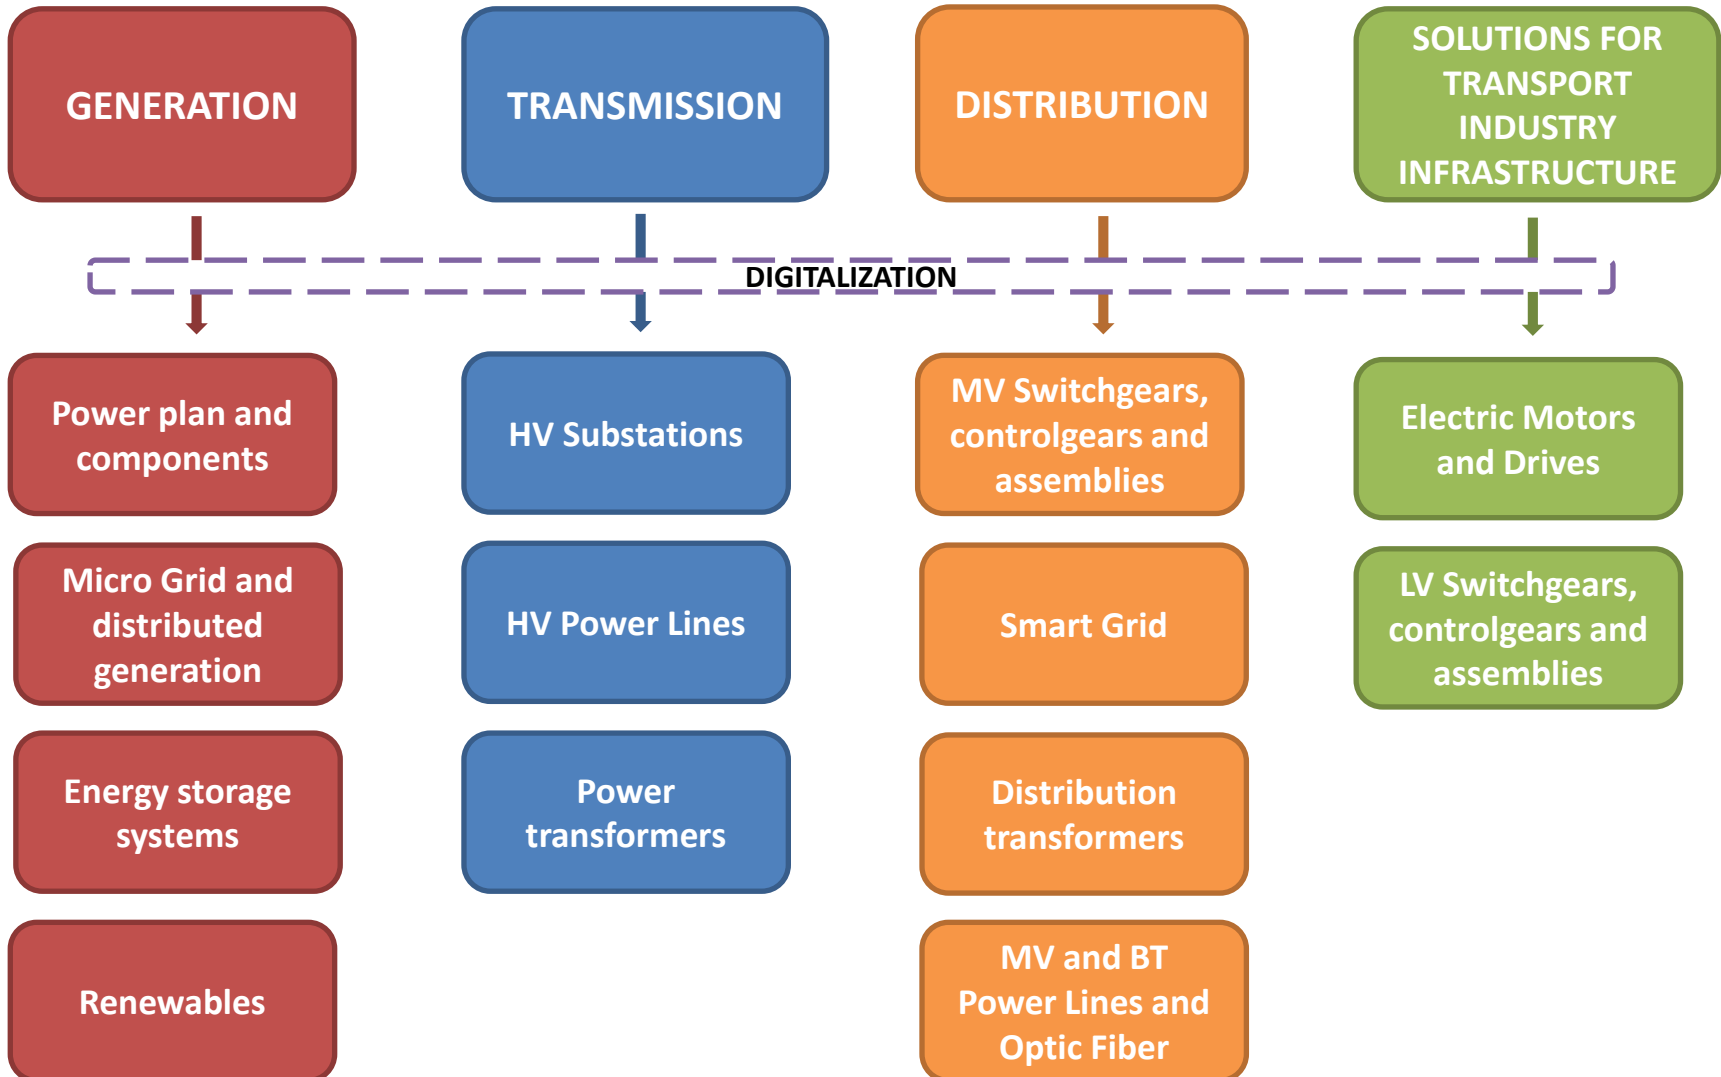 GENERATION
TRANSMISSION
DISTRIBUTION
SOLUTIONS FOR
TRANSPORT
INDUSTRY
INFRASTRUCTURE
DIGITALIZATION
Power plan and
components
HV Substations
MV Switchgears,
controlgears and
assemblies
Electric Motors
and Drives
Micro Grid and
distributed
generation
HV Power Lines
Smart Grid
LV Switchgears,
controlgears and
assemblies
Energy storage
systems
Power
transformers
Distribution
transformers
Renewables
MV and BT
Power Lines and
Optic Fiber